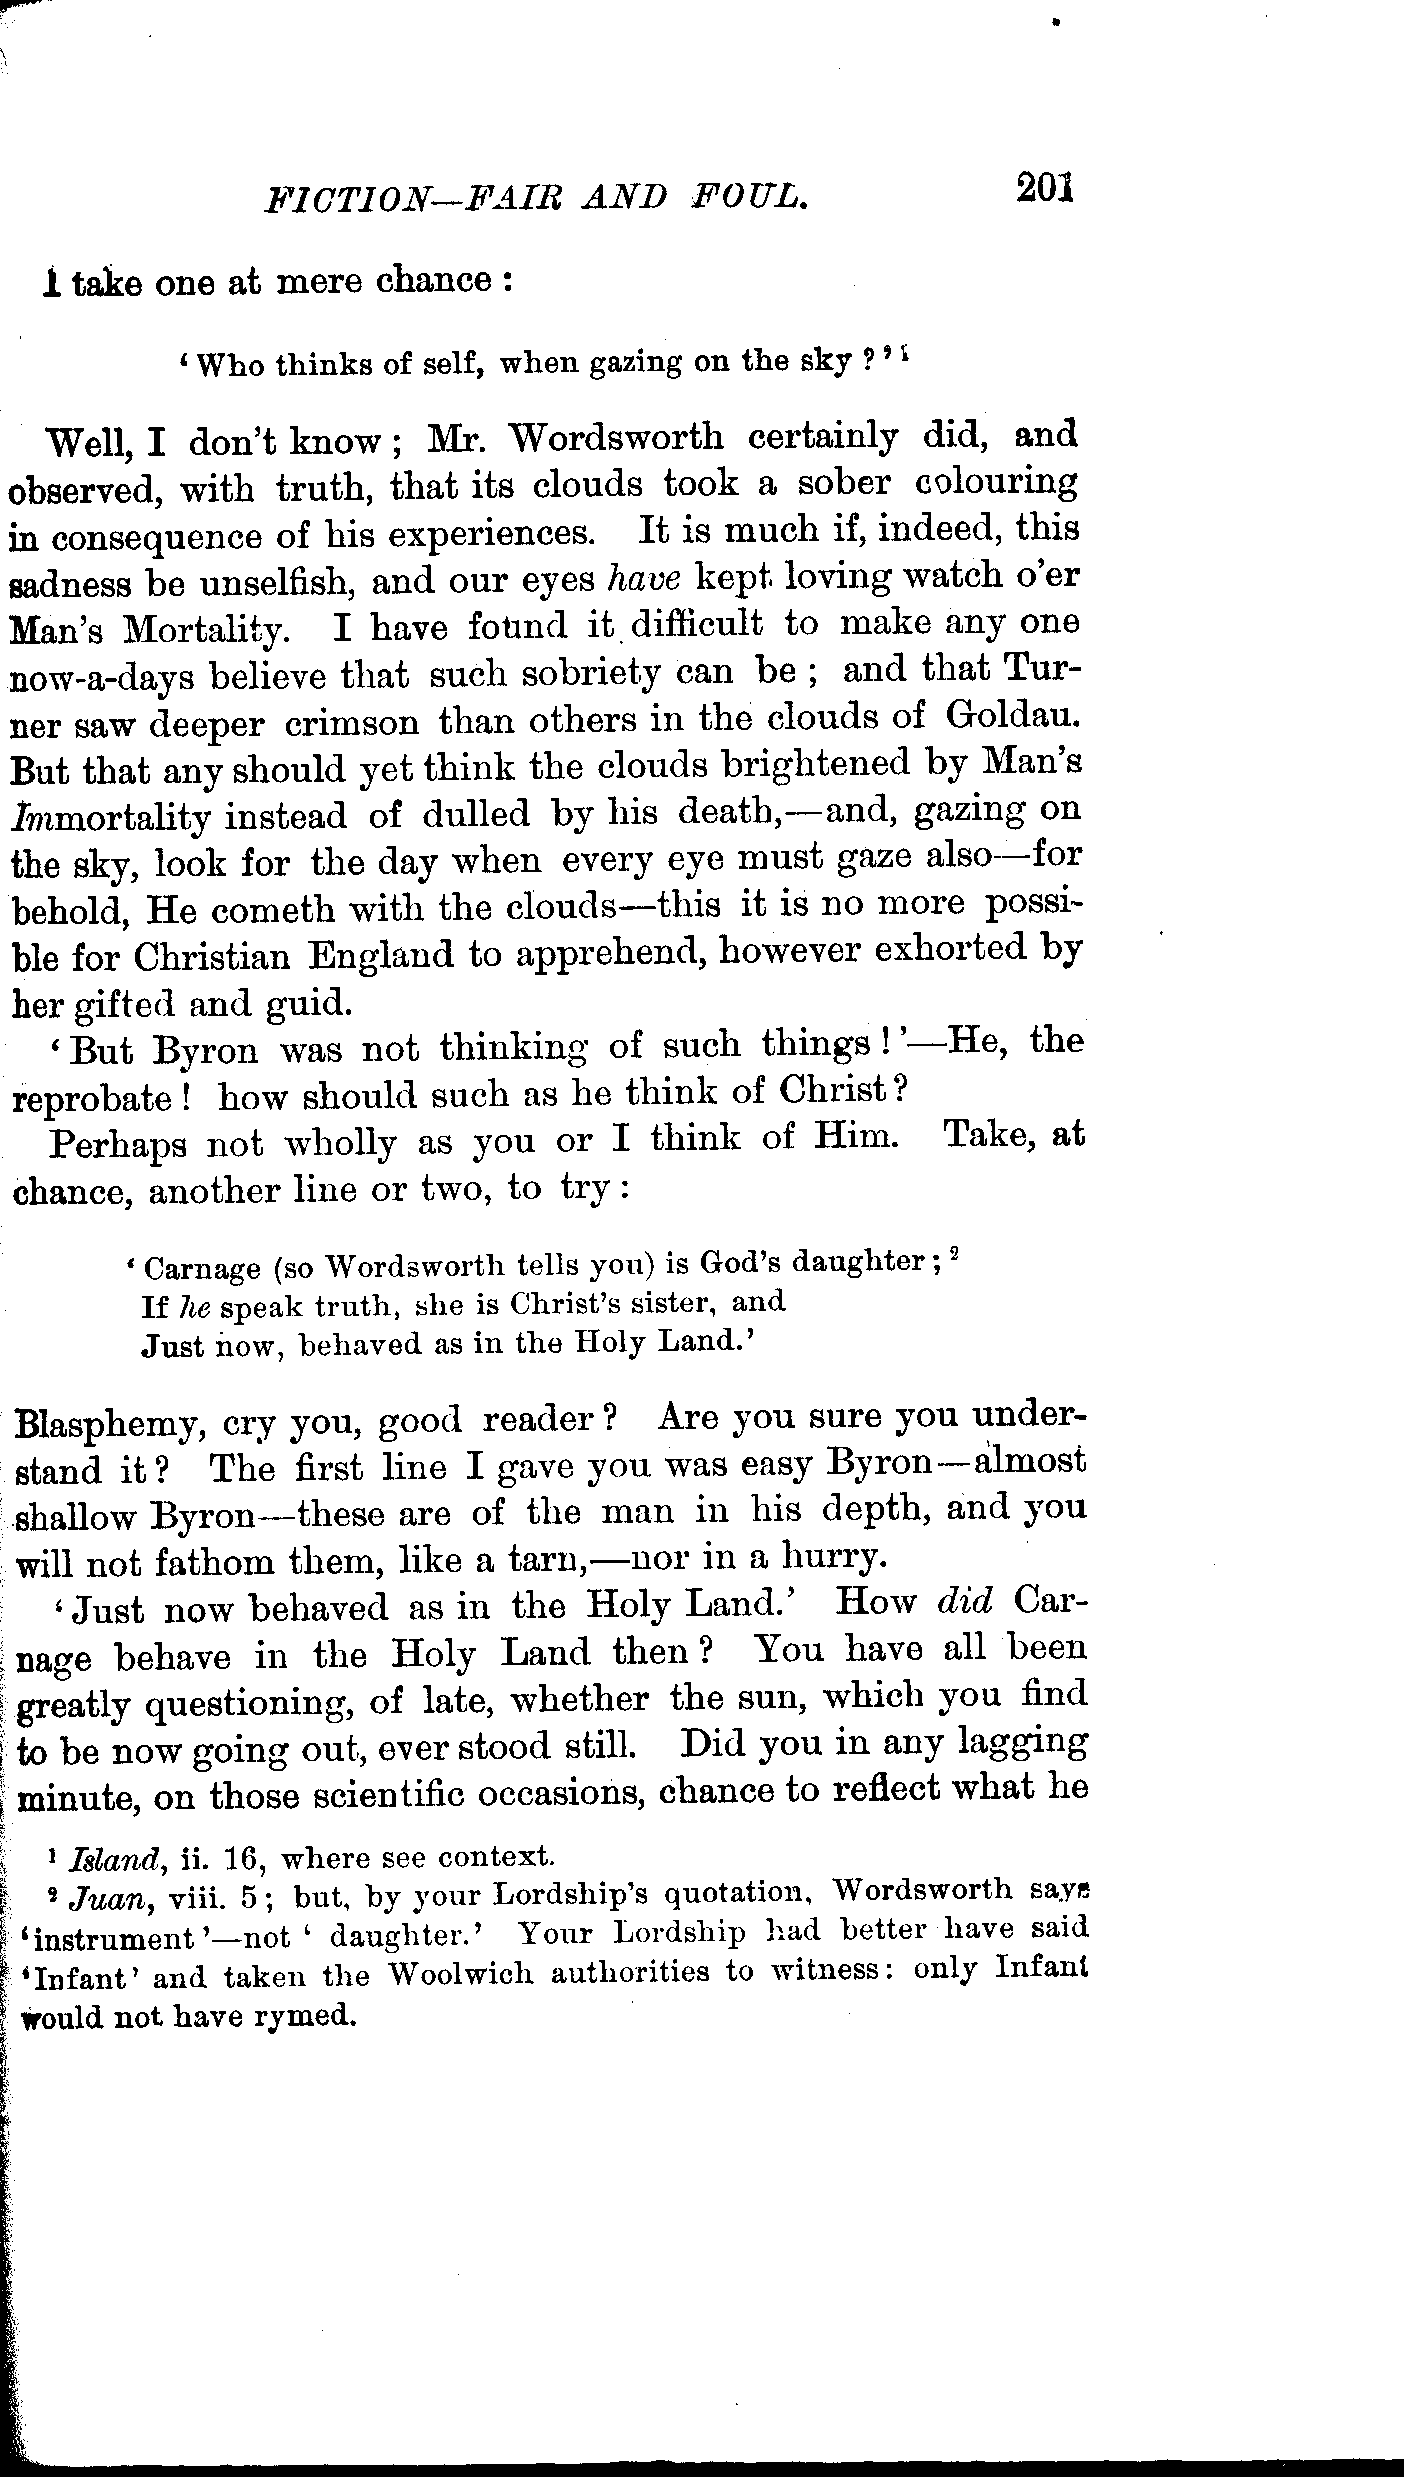 FICTION—FAIR AND FOUL. 201
I take one at mere chance :
‘ Who thinks of self, when gazing on the sky ? ’ ¹
Well, I don't know ; Mr. Wordsworth certainly did, and
observed, with truth, that its clouds took a sober colouring
in consequence of his experiences. It is much if, indeed, this
sadness be unselfish, and our eyes have kept loving watch o'er
Man's Mortality. I have found it difficult to make any one
now-a-days believe that such sobriety can be ; and that Tur-
ner saw deeper crimson than others in the clouds of Goldau.
But that any should yet think the clouds brightened by Man's
Immortality instead of dulled by his death,—and, gazing on
the sky, look for the day when every eye must gaze also—for
behold, He cometh with the clouds—this it is no more possi-
ble for Christian England to apprehend, however exhorted by
her gifted and guid.
‘ But Byron was not thinking of such things ! ’—He, the
reprobate ! how should such as he think of Christ ?
Perhaps not wholly as you or I think of Him. Take, at
chance, another line or two, to try :
‘ Carnage (so Wordsworth tells you) is God's daughter ; ²
If he speak truth, she is Christ's sister, and
Just now, behaved as in the Holy Land.’
Blasphemy, cry you, good reader ? Are you sure you under-
stand it ? The first line I gave you was easy Byron—almost
shallow Byron—these are of the man in his depth, and you
will not fathom them, like a tarn,—nor in a hurry.
‘ Just now behaved as in the Holy Land.’ How did Car-
nage behave in the Holy Land then ? You have all been
greatly questioning, of late, whether the sun, which you find
to be now going out, ever stood still. Did you in any lagging
minute, on those scientific occasions, chance to reflect what he
¹ Island, ii. 16, where see context.
² Juan, viii. 5 ; but, by your Lordship's quotation, Wordsworth says
‘ instrument ’—not ‘ daughter.’ Your Lordship had better have said
‘ Infant ’ and taken the Woolwich authorities to witness : only Infant
would not have rymed.